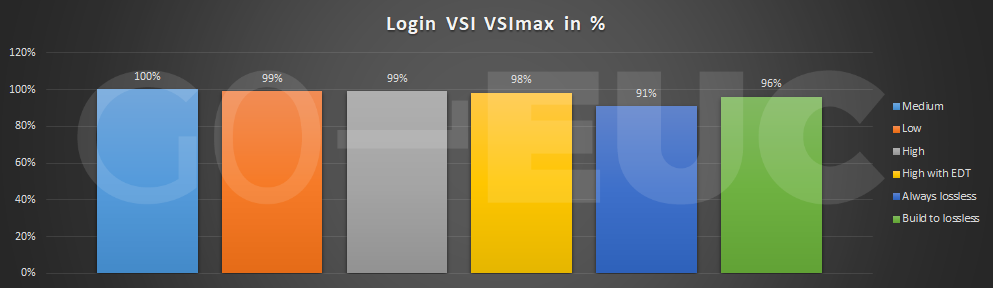 Login VSI VSImax in %
120%
100%
80%
60%
40%
20%
0%
100%
99%
99%
98%
91%
96%
GO-EUC
Medium
Low
High
High with EDT
Always lossless
Build to lossless